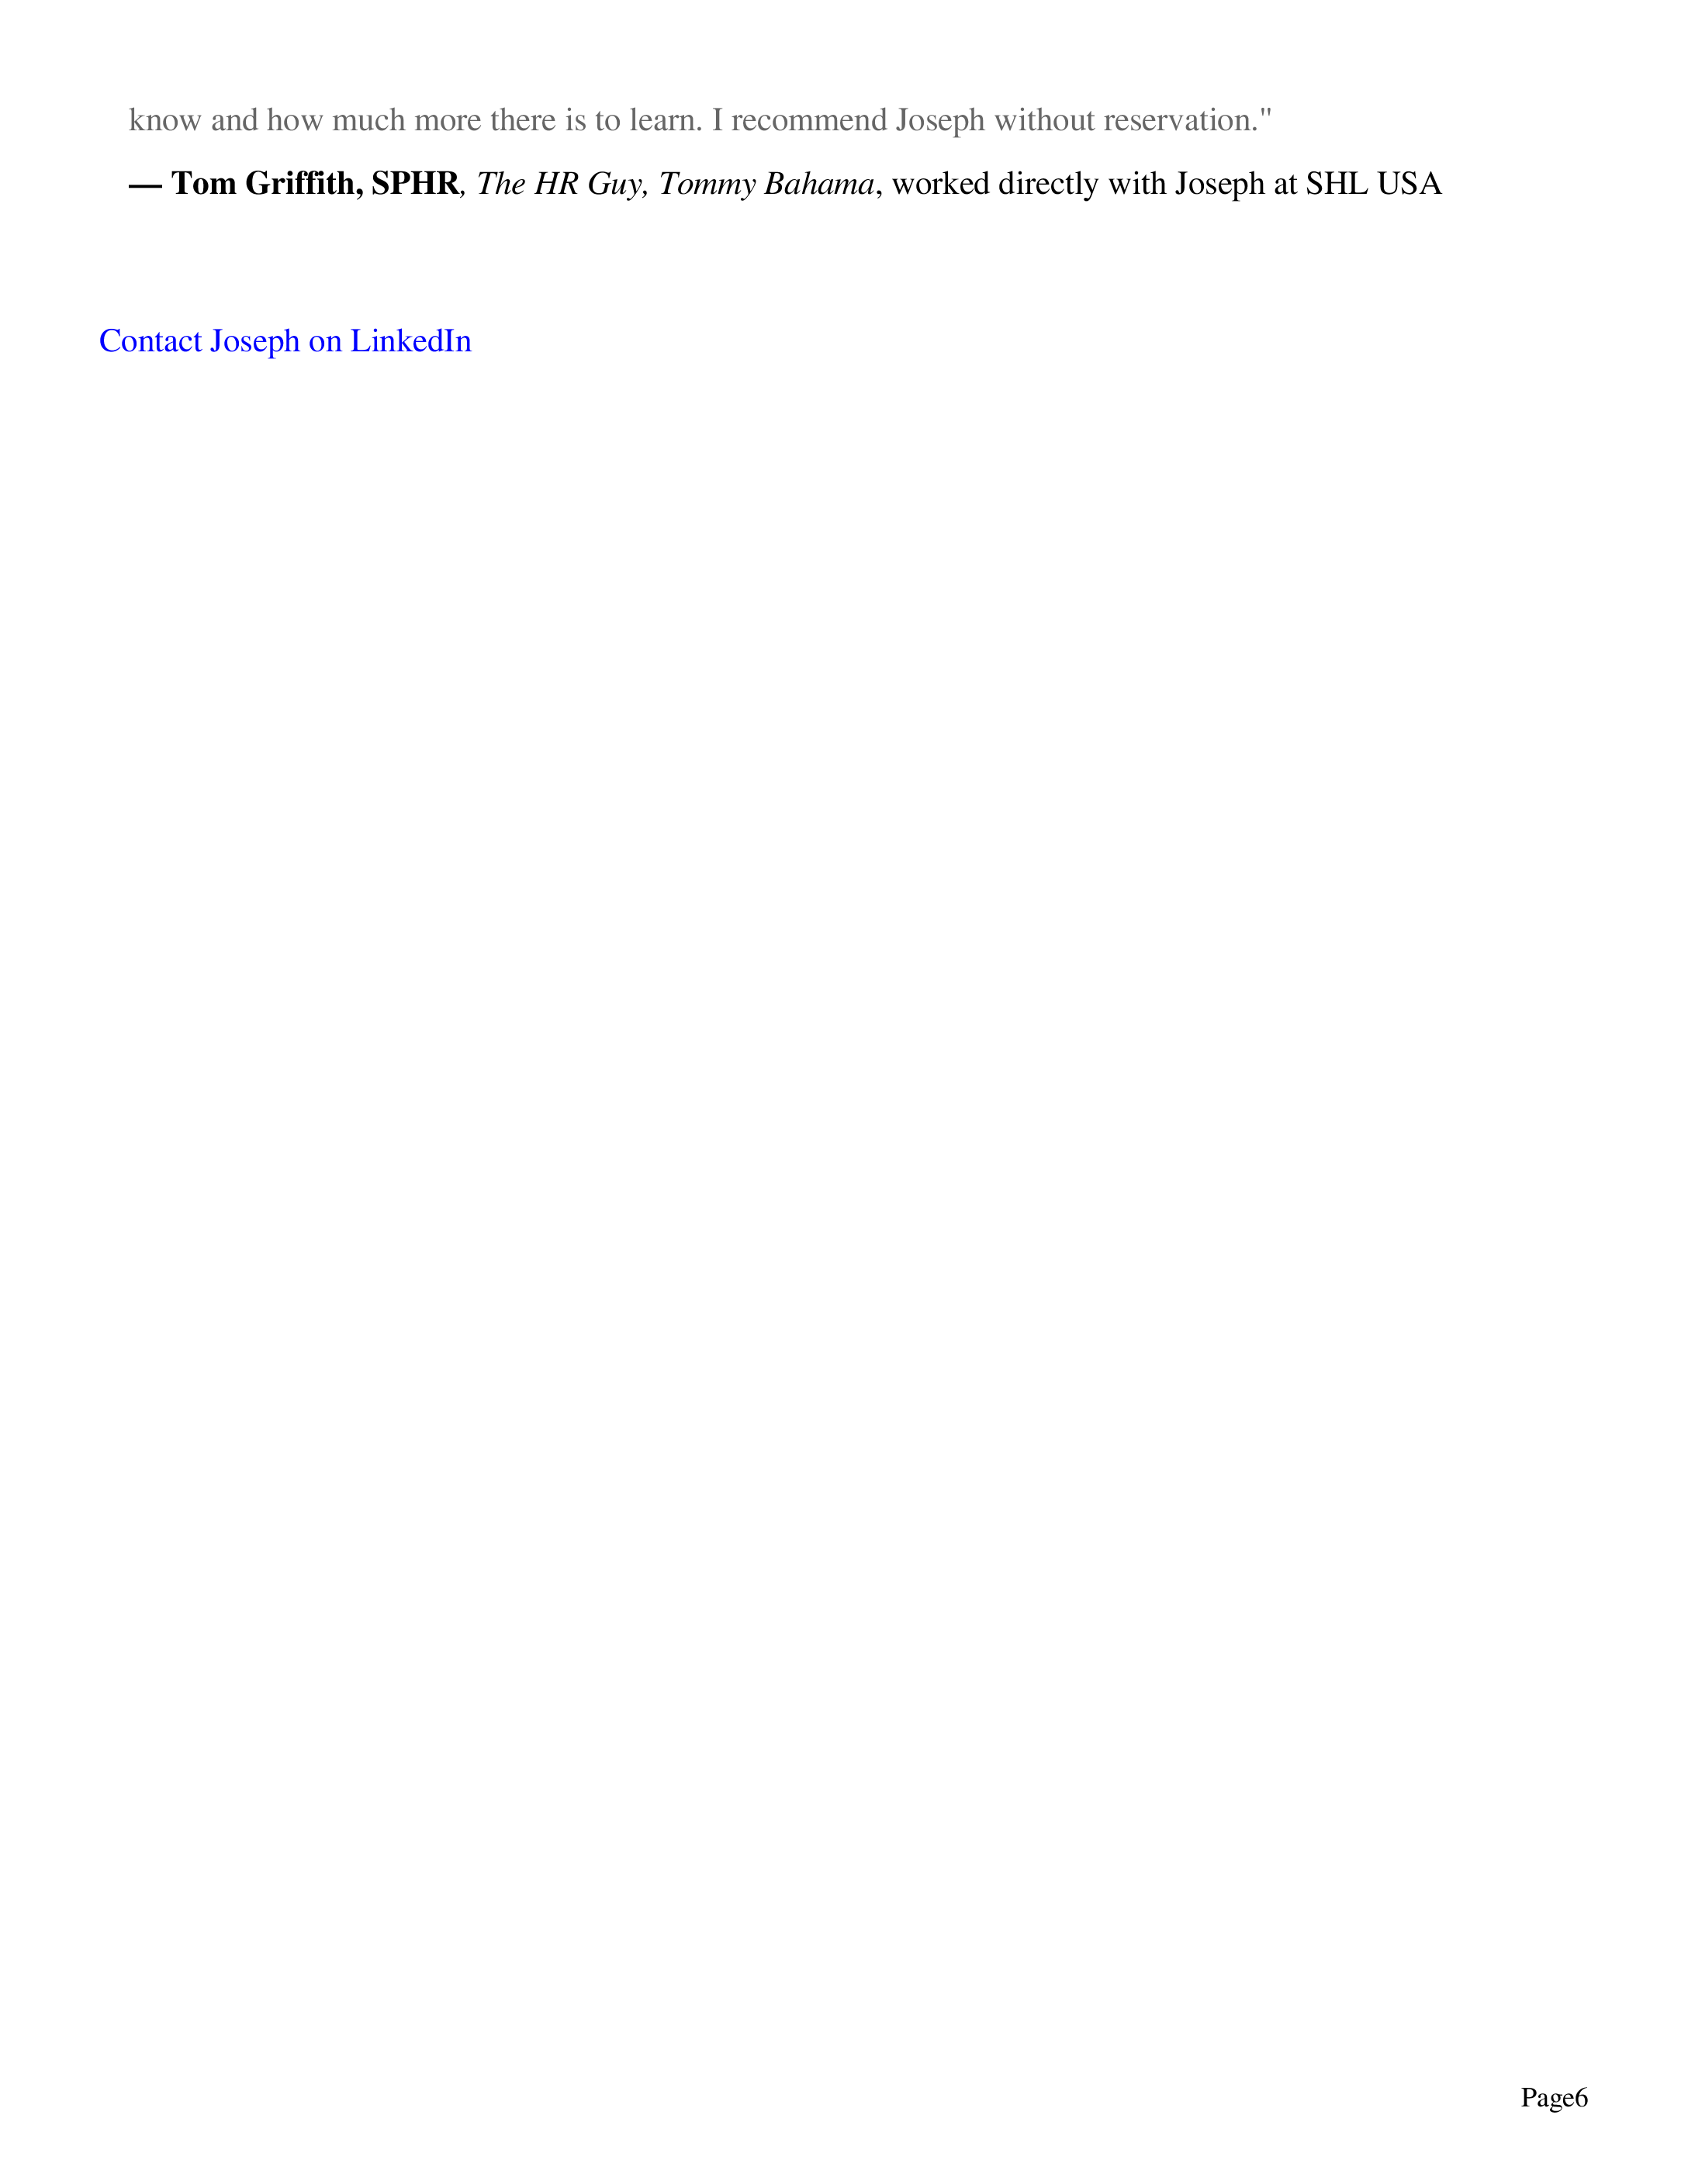 know and how much more there is to learn. I recommend Joseph without reservation."
— Tom Griffith, SPHR, The HR Guy, Tommy Bahama, worked directly with Joseph at SHL USA
Contact Joseph on LinkedIn
Page6